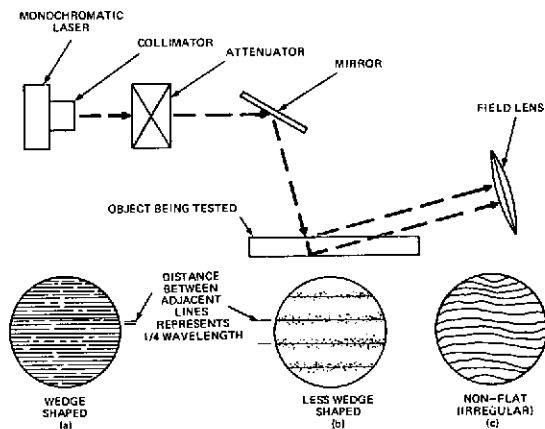 MONOCHROMATIC
LASER
COLLIMATOR
ATTENUATOR
MIRROR
FIELD LENS
OBJECT BEING TESTED
DISTANCE
BETWEEN
ADJACENT
LINES
REPRESENTS
1/4 WAVELENGTH
WEDGE
SHAPED
(a)
LESS WEDGE
SHAPED
(b)
NON-FLAT
(IRREGULAR)
(c)